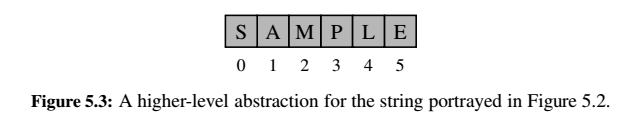 S A M P L E
0 1 2 3 4 5
Figure 5.3: A higher-level abstraction for the string portrayed in Figure 5.2.